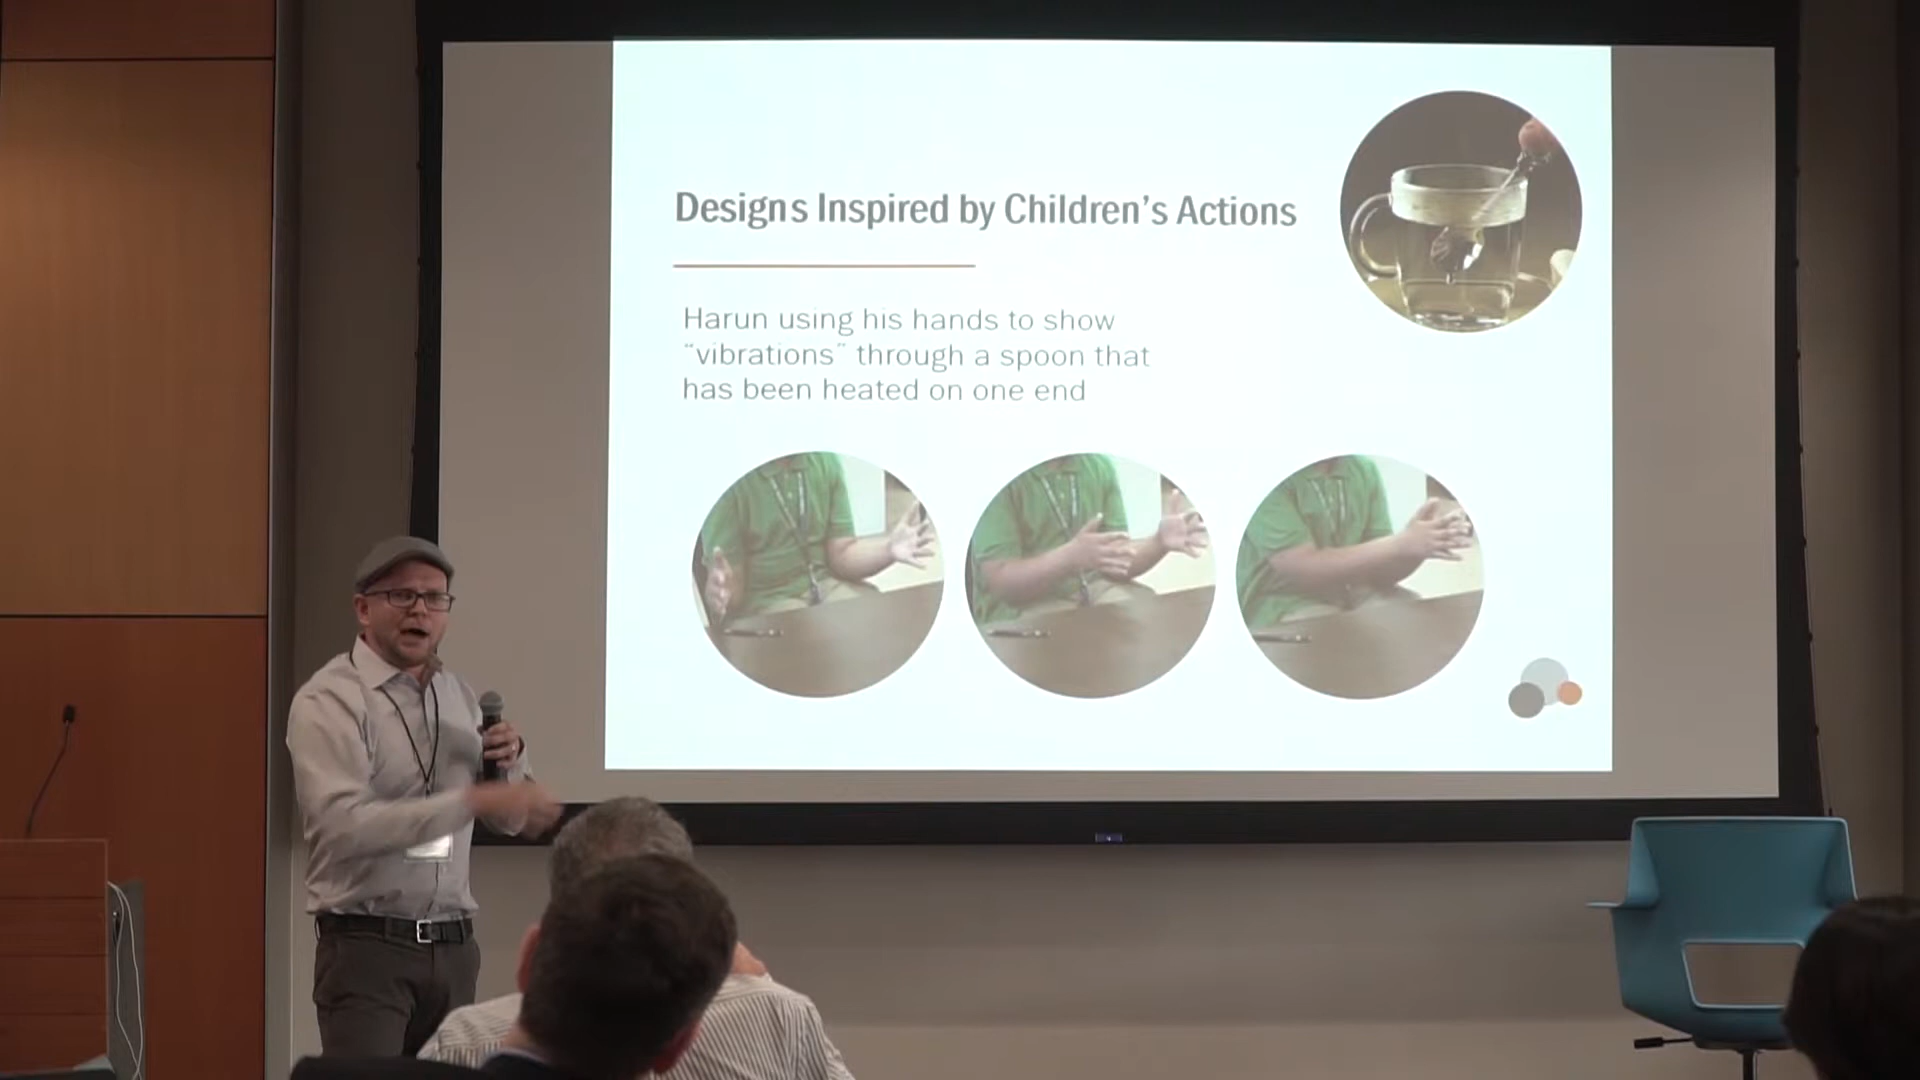 Designs Inspired by Children's Actions
Harun using his hands to show
"vibrations" through a spoon that
has been heated on one end